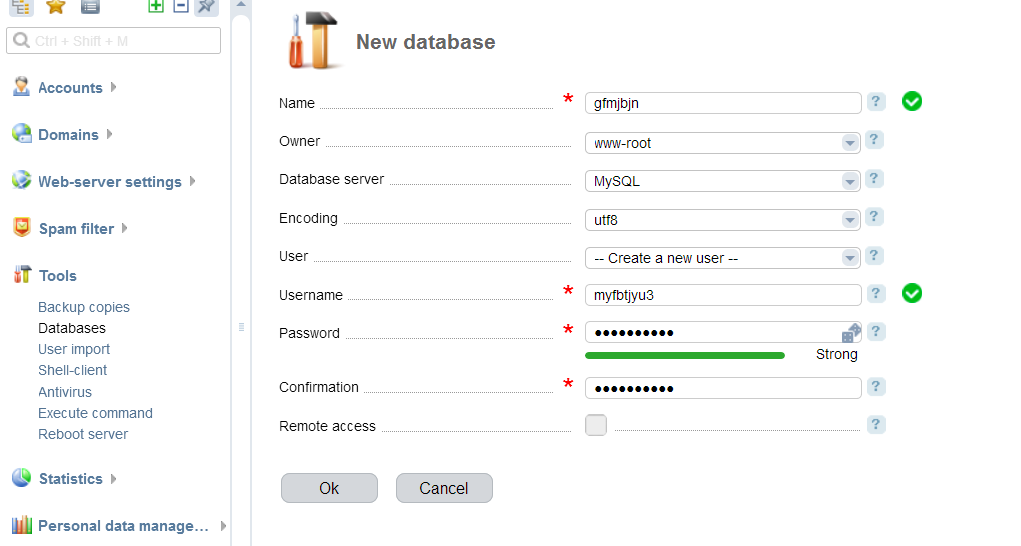 Ctrl + Shift + M
Accounts
Domains
Web-server settings
Spam filter
Tools
Backup copies
Databases
User import
Shell-client
Antivirus
Execute command
Reboot server
Statistics
Personal data manage...
New database
Name * gfmjbjn ?
Owner www-root ?
Database server MySQL ?
Encoding utf8 ?
User -- Create a new user -- ?
Username * myfbtjyu3 ?
Password * •••••••••• ?
Strong
Confirmation * •••••••••• ?
Remote access ?
Ok Cancel